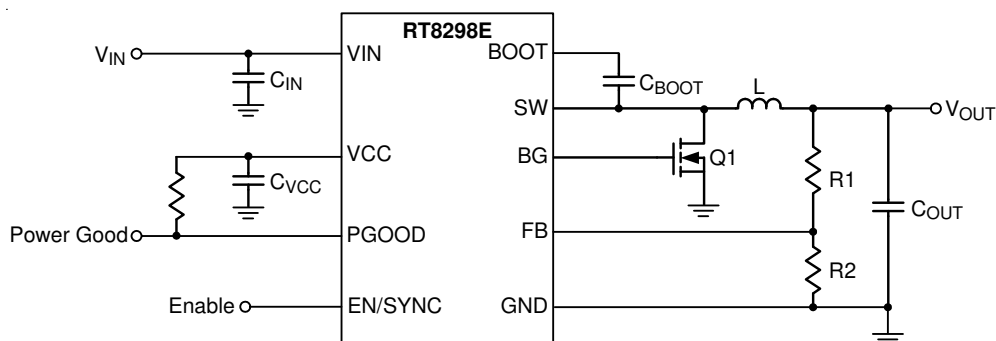 RT8298E
VIN
VIN
CIN
BOOT
CBOOT
SW
L
VOUT
VCC
CVCC
BG
Q1
R1
COUT
Power Good
PGOOD
FB
R2
Enable
EN/SYNC
GND